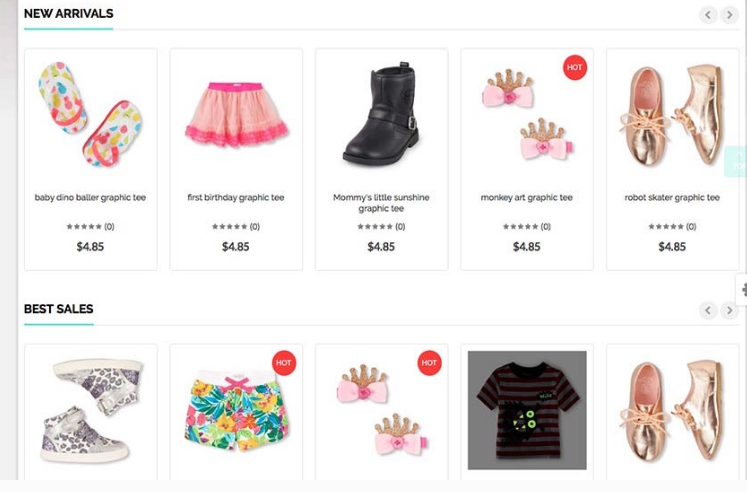 NEW ARRIVALS
HOT
baby dino baller graphic tee
first birthday graphic tee
Mommy's little sunshine
graphic tee
monkey art graphic tee
robot skater graphic tee
★★★★★ (0)
★★★★★ (0)
★★★★★ (0)
★★★★★ (0)
★★★★★ (0)
$4.85
$4.85
$4.85
$4.85
$4.85
TOP
BEST SALES
HOT
HOT